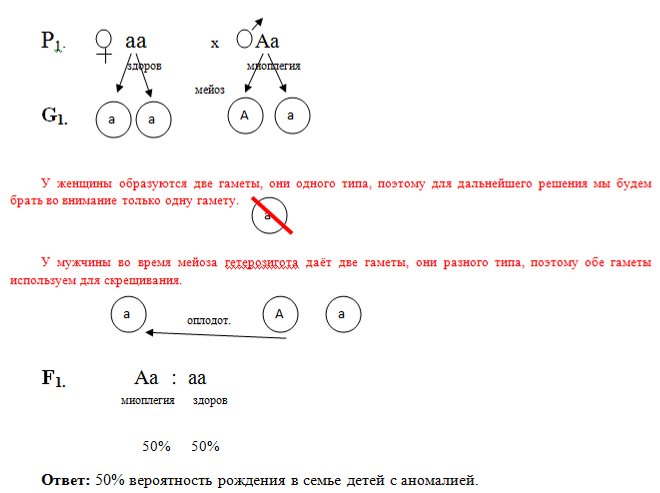 P1. aa x Aa
здоров миоплегия
мейоз
G1. a a A a
У женщины образуются две гаметы, они одного типа, поэтому для дальнейшего решения мы будем
брать во внимание только одну гамету.
a
У мужчины во время мейоза гетерозигота даёт две гаметы, они разного типа, поэтому обе гаметы
используем для скрещивания.
a оплодот. A a
F1. Aa : aa
миоплегия здоров
50% 50%
Ответ: 50% вероятность рождения в семье детей с аномалией.